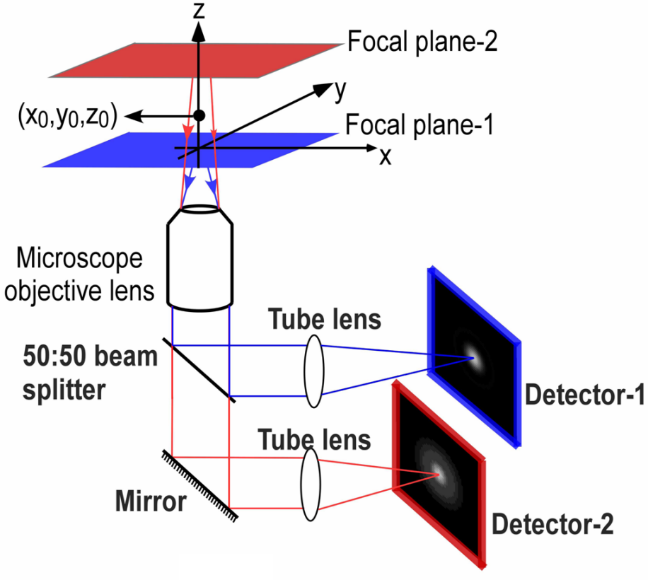 z
Focal plane-2
y
(x₀,y₀,z₀)
Focal plane-1
x
Microscope
objective lens
Tube lens
50:50 beam
splitter
Detector-1
Tube lens
Mirror
Detector-2